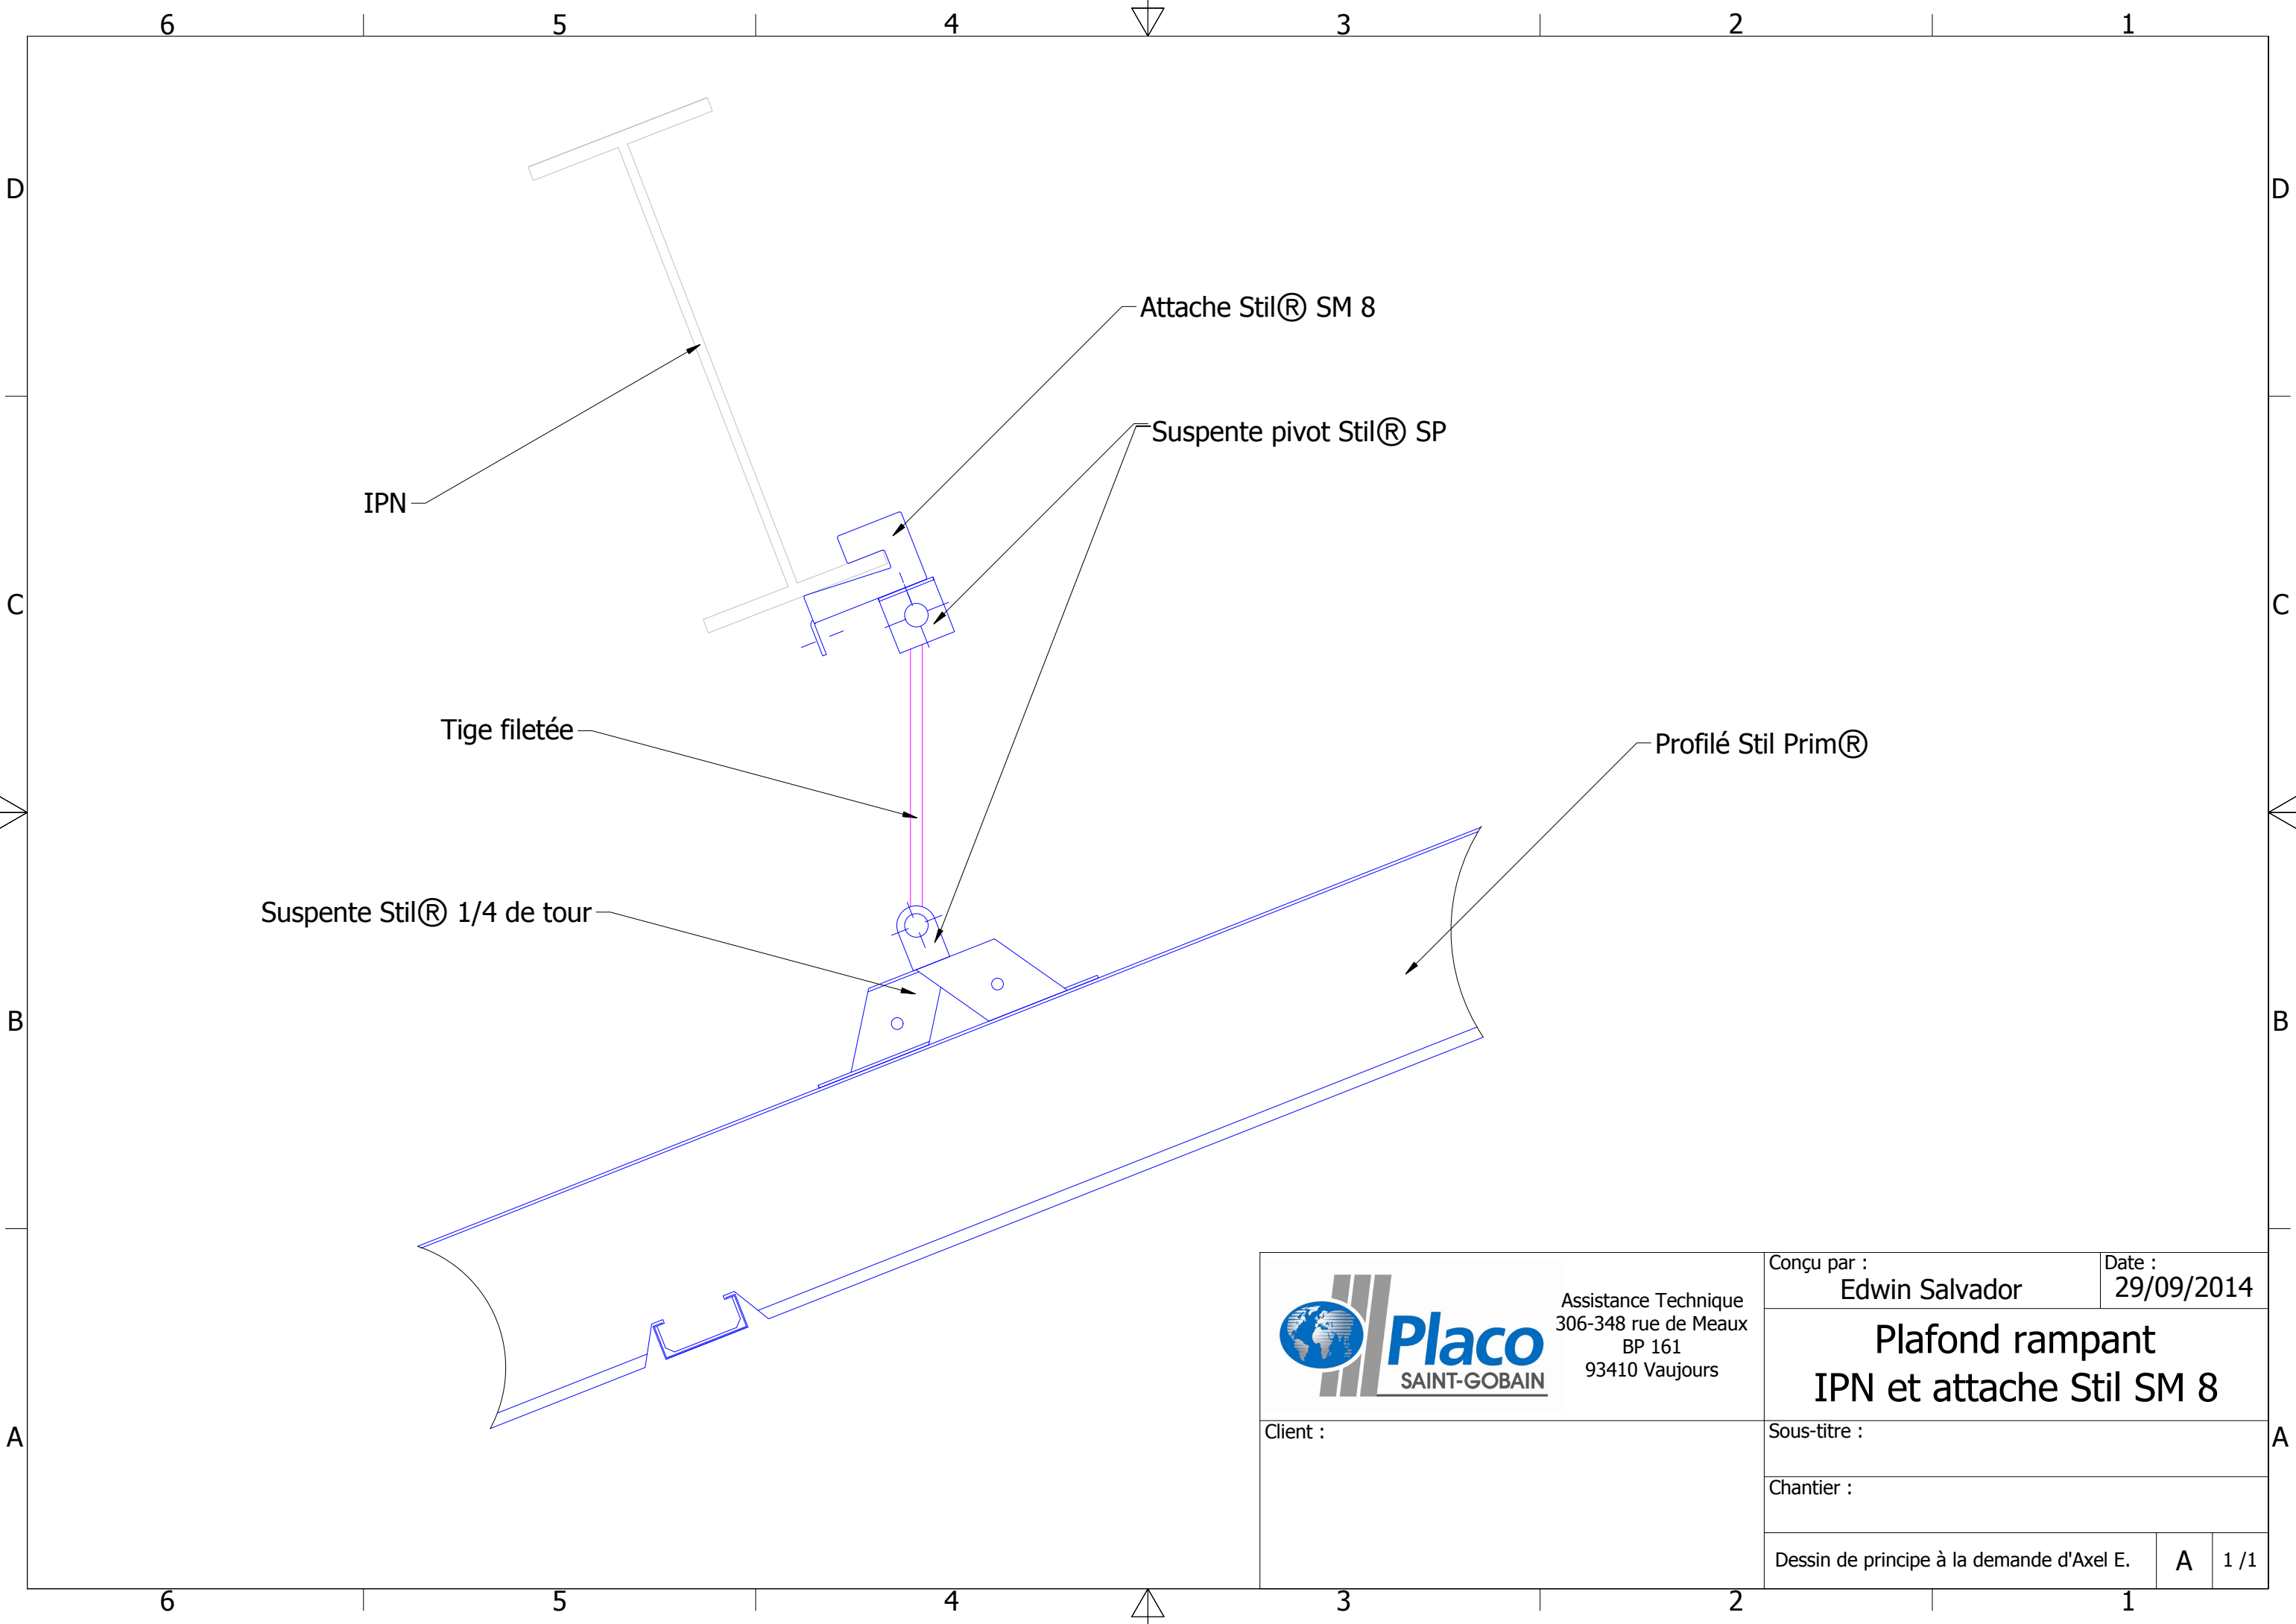 6 5 4 3 2 1
D D
Attache Stil® SM 8
Suspente pivot Stil® SP
IPN
C C
Tige filetée
Profilé Stil Prim®
Suspente Stil® 1/4 de tour
B B
Placo
SAINT-GOBAIN
Assistance Technique
306-348 rue de Meaux
BP 161
93410 Vaujours
Conçu par :
Edwin Salvador
Date :
29/09/2014
Plafond rampant
IPN et attache Stil SM 8
A A
Client :
Sous-titre :
Chantier :
Dessin de principe à la demande d'Axel E.
A
1 /1
6 5 4 3 2 1